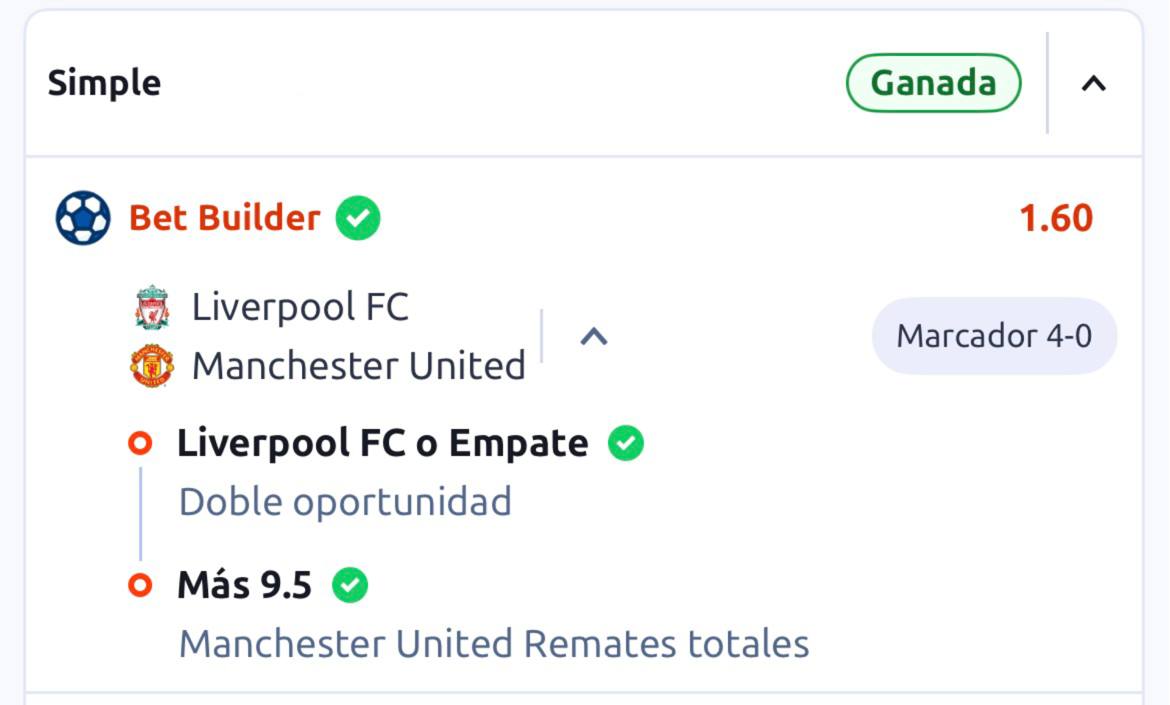 Simple
Ganada
Bet Builder
1.60
Liverpool FC
Manchester United
Marcador 4-0
Liverpool FC o Empate
Doble oportunidad
Más 9.5
Manchester United Remates totales